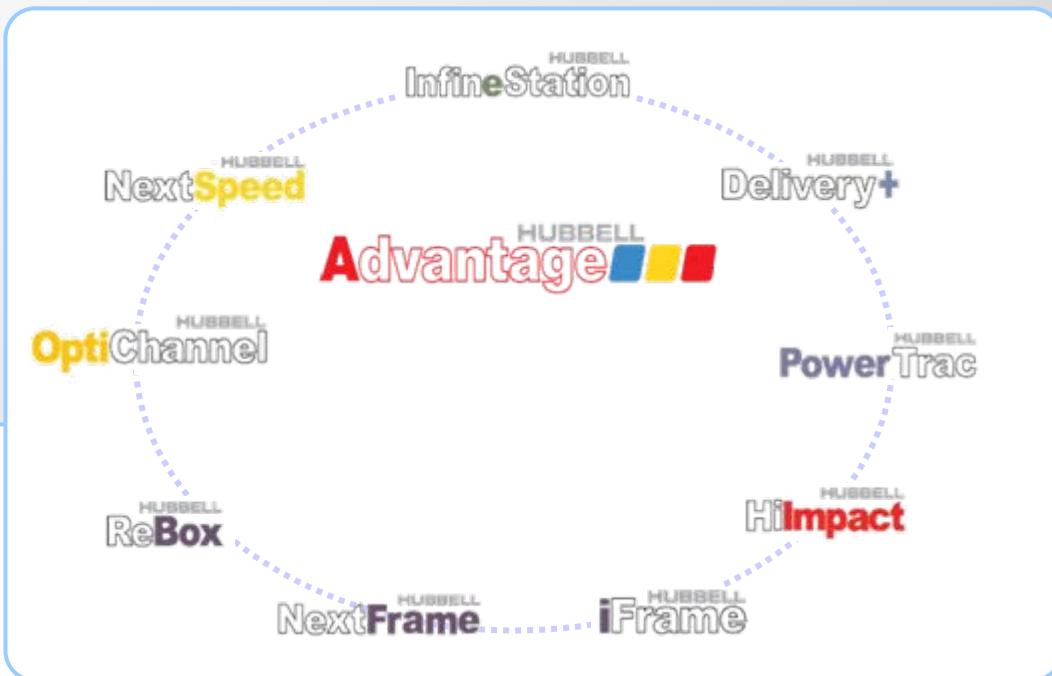 HUBBELL
InfineStation
HUBBELL
NextSpeed
HUBBELL
Delivery+
HUBBELL
Advantage
HUBBELL
OptiChannel
HUBBELL
PowerTrac
HUBBELL
ReBox
HUBBELL
HiImpact
HUBBELL
NextFrame
HUBBELL
iFrame